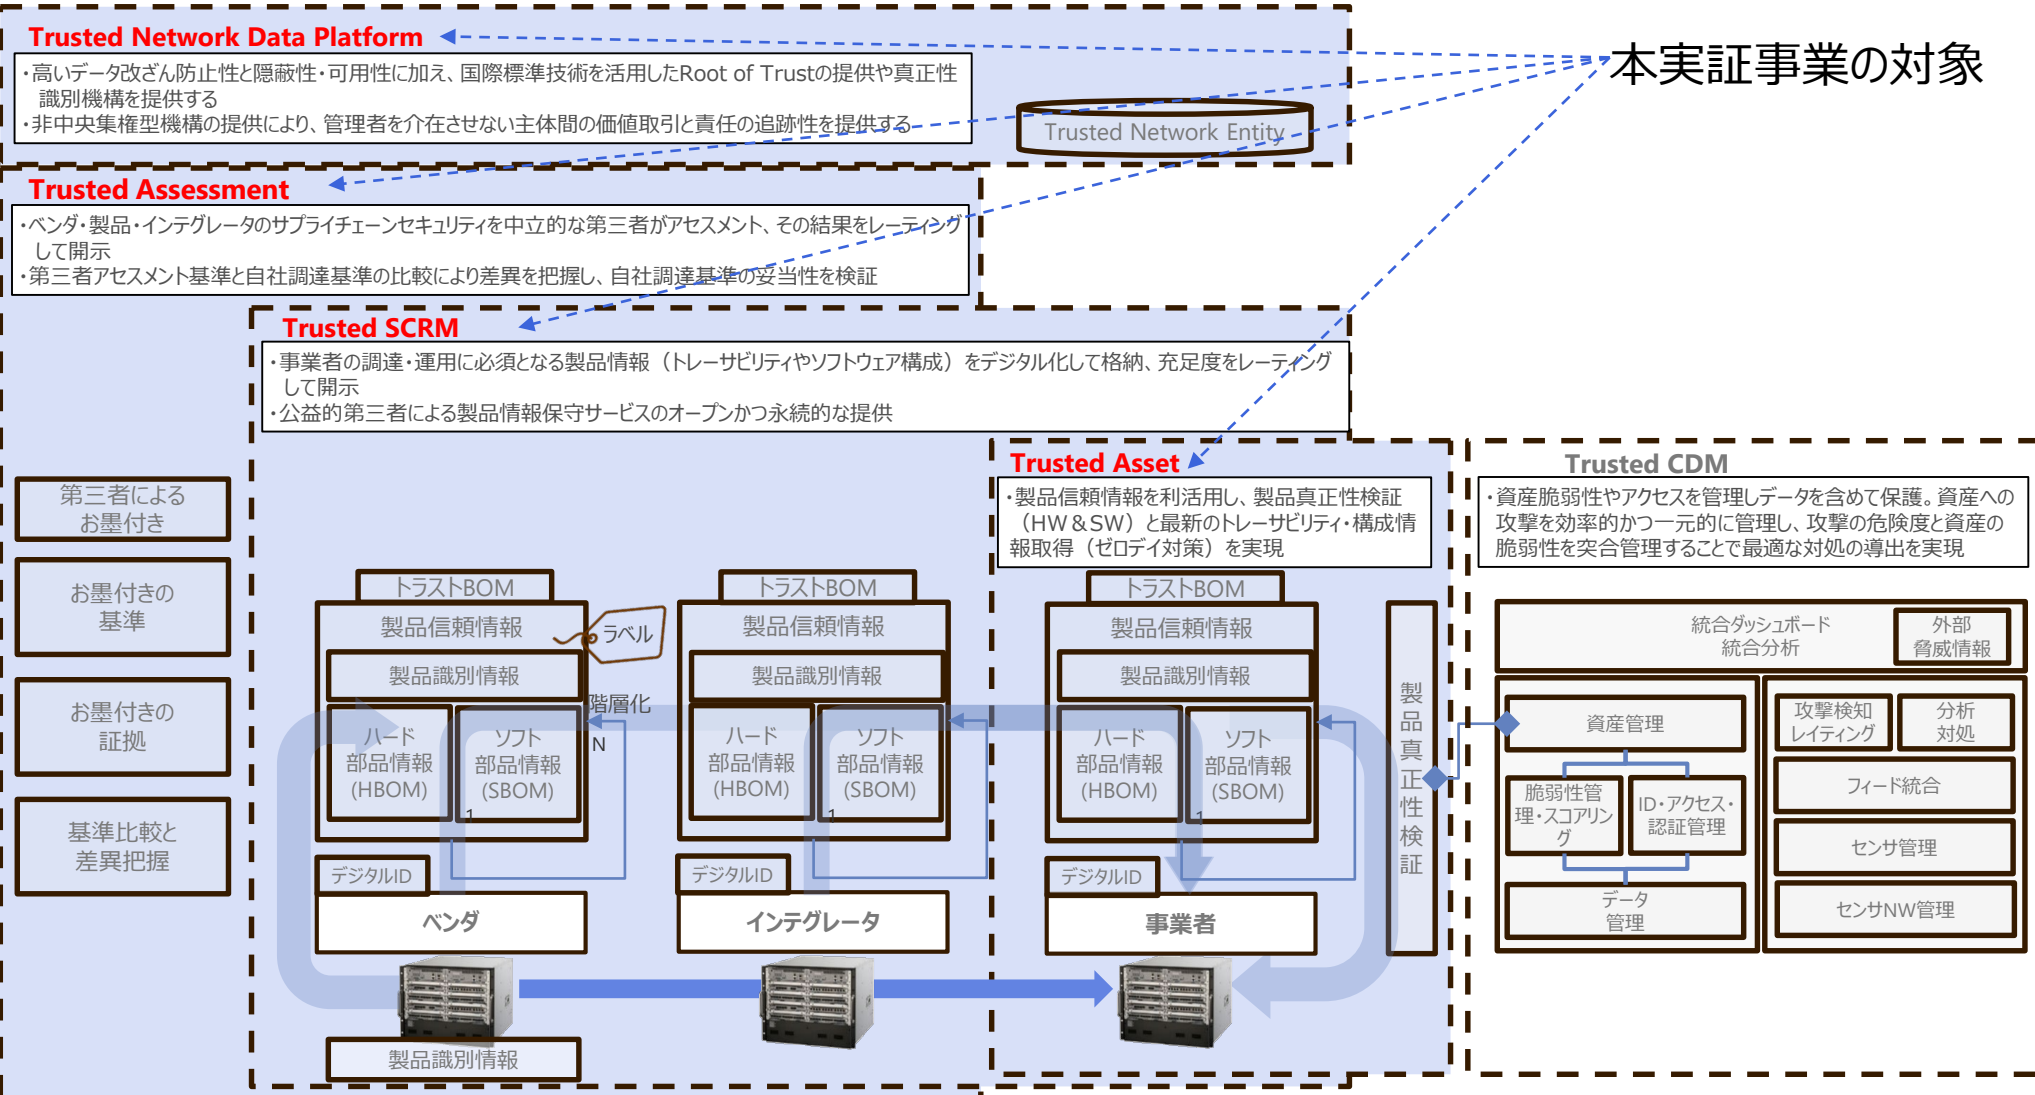 Trusted Network Data Platform
・高いデータ改ざん防止性と隠蔽性・可用性に加え、国際標準技術を活用したRoot of Trustの提供や真正性
識別機構を提供する
・非中央集権型機構の提供により、管理者を介在させない主体間の価値取引と責任の追跡性を提供する
Trusted Network Entity
本実証事業の対象
Trusted Assessment
・ベンダ・製品・インテグレータのサプライチェーンセキュリティを中立的な第三者がアセスメント、その結果をレーティング
して開示
・第三者アセスメント基準と自社調達基準の比較により差異を把握し、自社調達基準の妥当性を検証
Trusted SCRM
・事業者の調達・運用に必須となる製品情報（トレーサビリティやソフトウェア構成）をデジタル化して格納、充足度をレーティング
して開示
・公益的第三者による製品情報保守サービスのオープンかつ永続的な提供
Trusted Asset
・製品信頼情報を利活用し、製品真正性検証
（HW＆SW）と最新のトレーサビリティ・構成情
報取得（ゼロデイ対策）を実現
Trusted CDM
・資産脆弱性やアクセスを管理しデータを含めて保護。資産への
攻撃を効率的かつ一元的に管理し、攻撃の危険度と資産の
脆弱性を突合管理することで最適な対処の導出を実現
第三者による
お墨付き
お墨付きの
基準
お墨付きの
証拠
基準比較と
差異把握
トラストBOM
製品信頼情報
ラベル
製品識別情報
階層化
N
ハード
部品情報
(HBOM)
ソフト
部品情報
(SBOM)
1
デジタルID
ベンダ
製品識別情報
トラストBOM
製品信頼情報
製品識別情報
ハード
部品情報
(HBOM)
ソフト
部品情報
(SBOM)
1
デジタルID
インテグレータ
トラストBOM
製品信頼情報
製品識別情報
ハード
部品情報
(HBOM)
ソフト
部品情報
(SBOM)
1
デジタルID
事業者
製品真正性検証
統合ダッシュボード
統合分析
外部
脅威情報
資産管理
脆弱性管
理・スコアリン
グ
ID・アクセス・
認証管理
データ
管理
攻撃検知
レイティング
分析
対処
フィード統合
センサ管理
センサNW管理